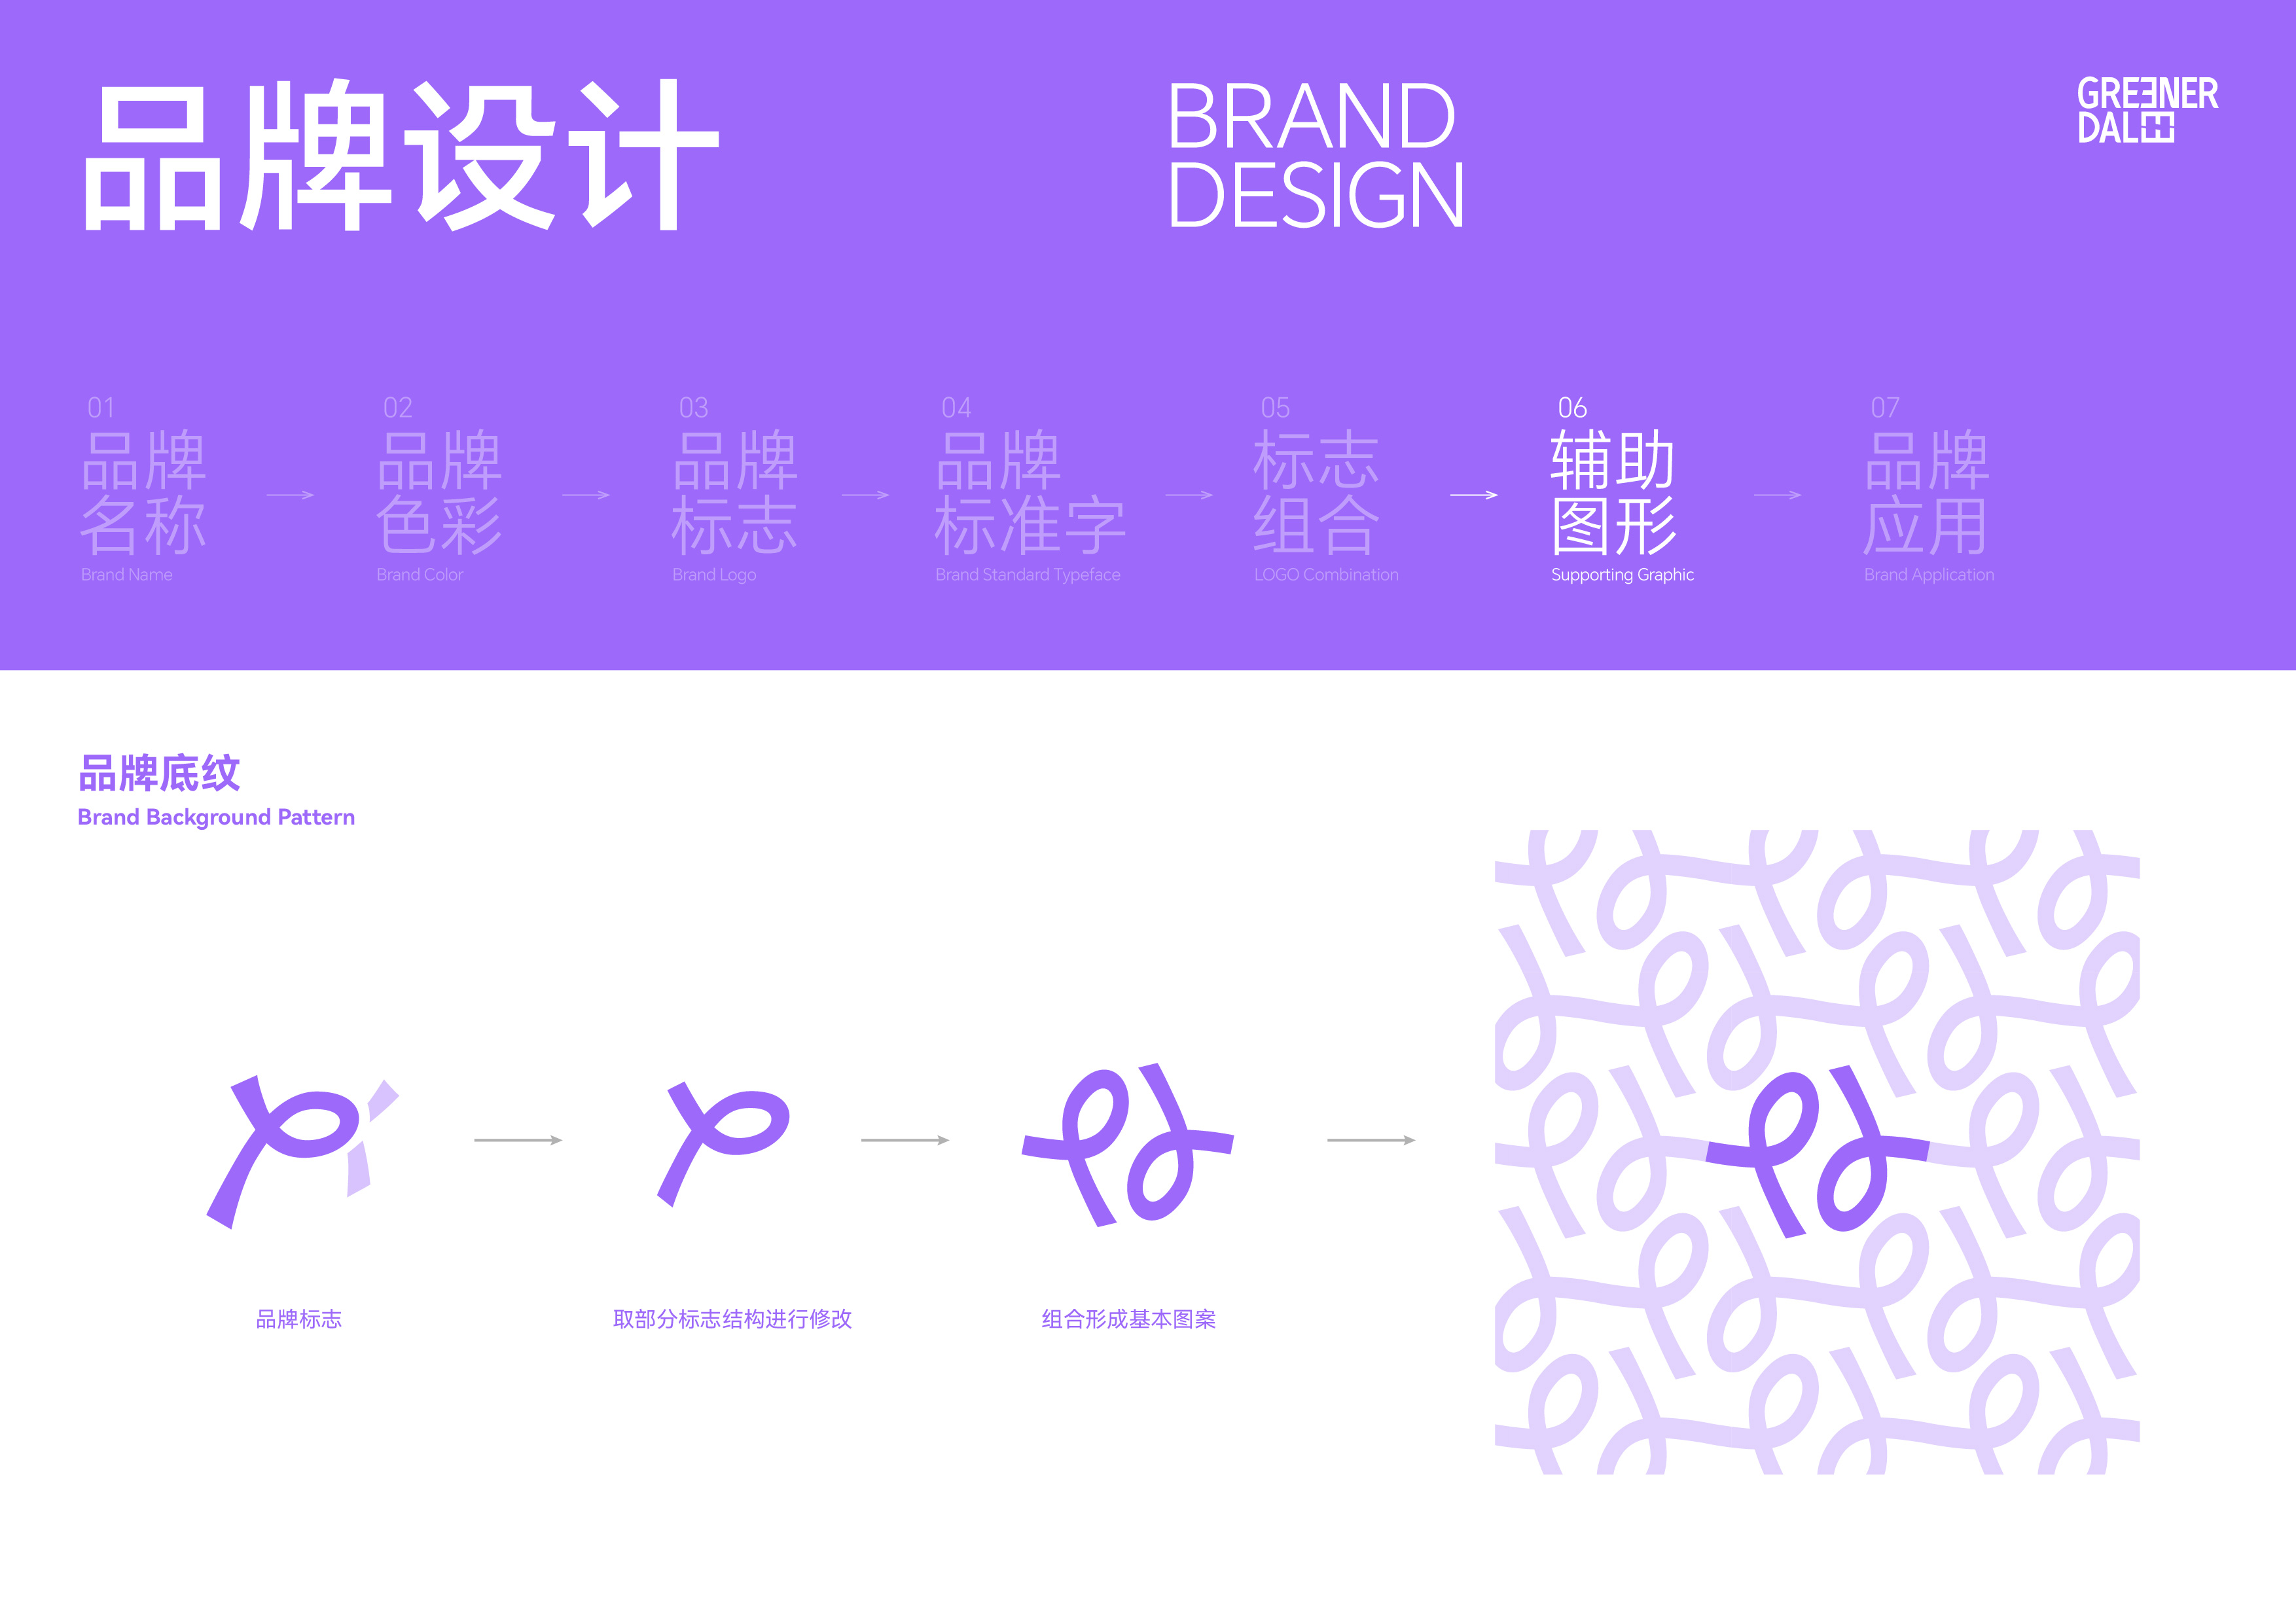 品牌设计
BRAND
DESIGN
GREENER
DALEE
01
品牌
名称
Brand Name
02
品牌
色彩
Brand Color
03
品牌
标志
Brand Logo
04
品牌
标准字
Brand Standard Typeface
05
标志
组合
LOGO Combination
06
辅助
图形
Supporting Graphic
07
品牌
应用
Brand Application
品牌底纹
Brand Background Pattern
品牌标志
取部分标志结构进行修改
组合形成基本图案